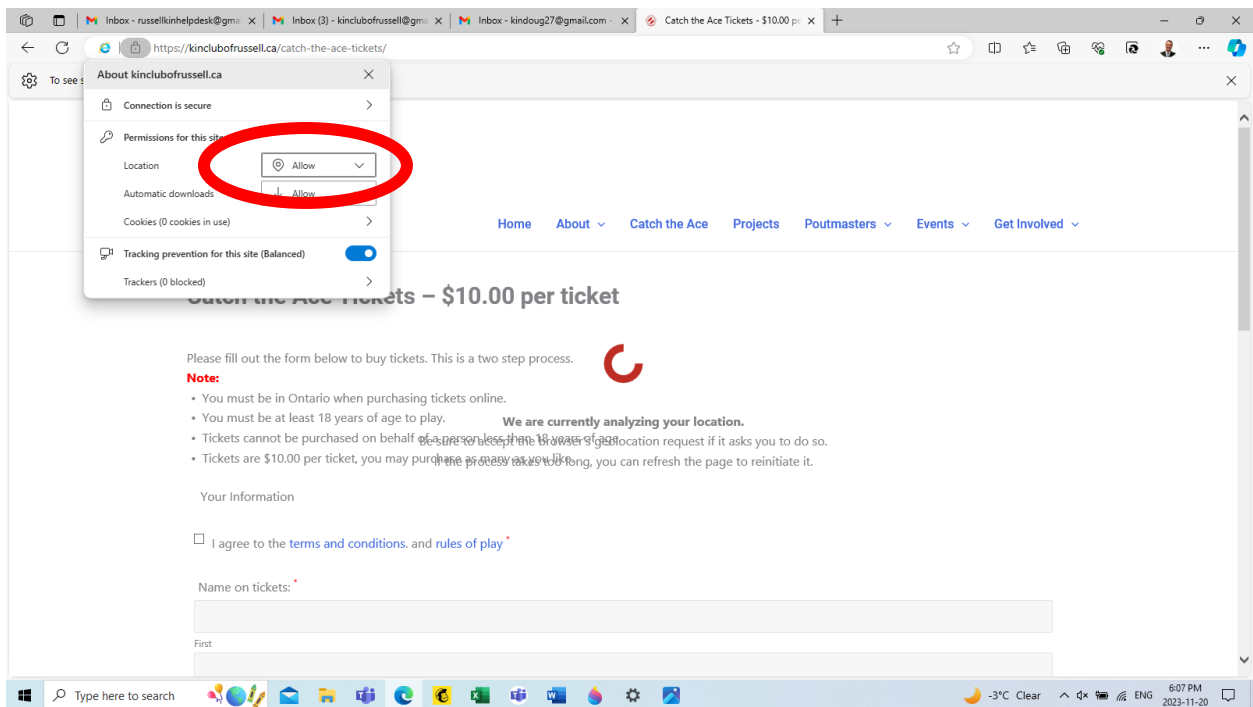 Inbox - russellkinhelpdesk@gma
Inbox (3) - kinclubofrussell@gma
Inbox - kindoug27@gmail.com -
Catch the Ace Tickets - $10.00 pe
https://kinclubofrussell.ca/catch-the-ace-tickets/
To see s
About kinclubofrussell.ca
Connection is secure
Permissions for this site
Location
Allow
Automatic downloads
Allow
Cookies (0 cookies in use)
Tracking prevention for this site (Balanced)
Trackers (0 blocked)
Home About Catch the Ace Projects Poutmasters Events Get Involved
Catch the Ace Tickets – $10.00 per ticket
Please fill out the form below to buy tickets. This is a two step process.
Note:
• You must be in Ontario when purchasing tickets online.
• You must be at least 18 years of age to play.
We are currently analyzing your location.
• Tickets cannot be purchased on behalf of a person less than 18 years of age.
Be sure to accept the browser's geolocation request if it asks you to do so.
• Tickets are $10.00 per ticket, you may purchase as many as you like.
If the process takes too long, you can refresh the page to reinitiate it.
Your Information
I agree to the terms and conditions. and rules of play *
Name on tickets: *
First
Type here to search
-3°C Clear
ENG
6:07 PM
2023-11-20